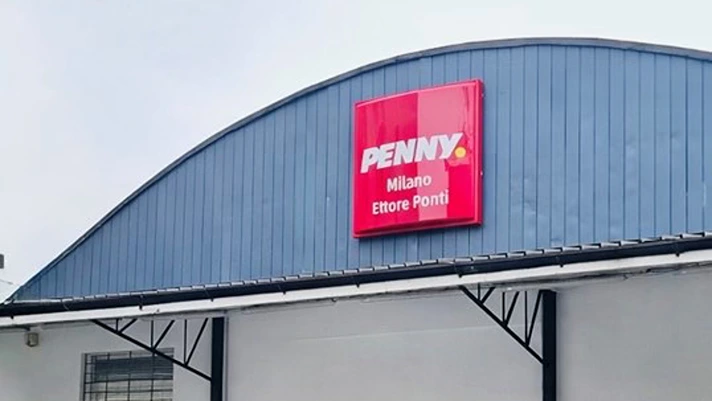 PENNY.
Milano
Ettore Ponti